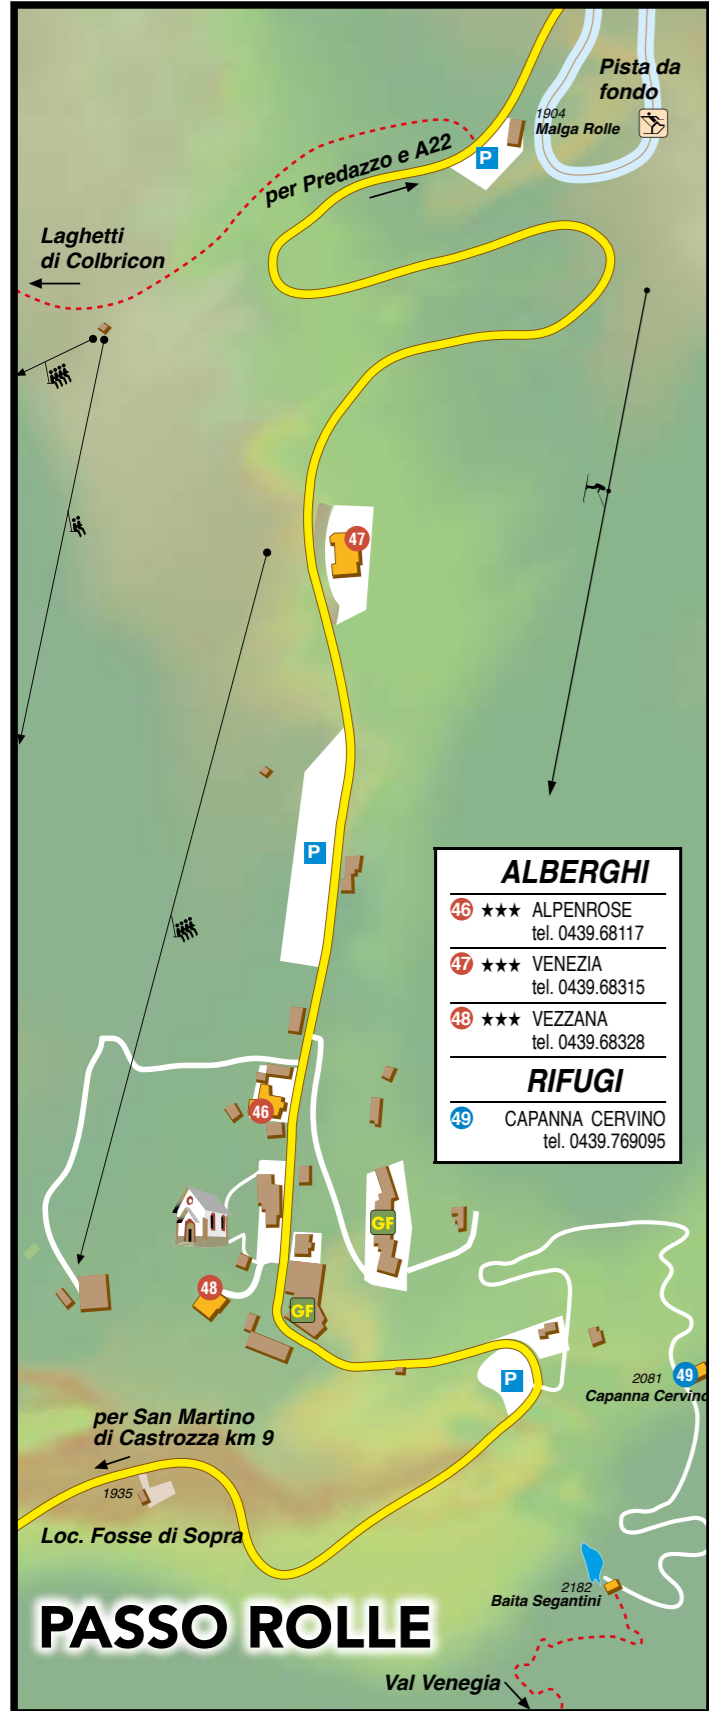 Pista da
fondo
1904
Malga Rolle
P
per Predazzo e A22
Laghetti
di Colbricon
47
P
ALBERGHI
46 ★★★ ALPENROSE
tel. 0439.68117
47 ★★★ VENEZIA
tel. 0439.68315
48 ★★★ VEZZANA
tel. 0439.68328
RIFUGI
49 CAPANNA CERVINO
tel. 0439.769095
46
GF
48
GF
P
2081
49
Capanna Cervino
per San Martino
di Castrozza km 9
1935
Loc. Fosse di Sopra
2182
Baita Segantini
PASSO ROLLE
Val Venegia